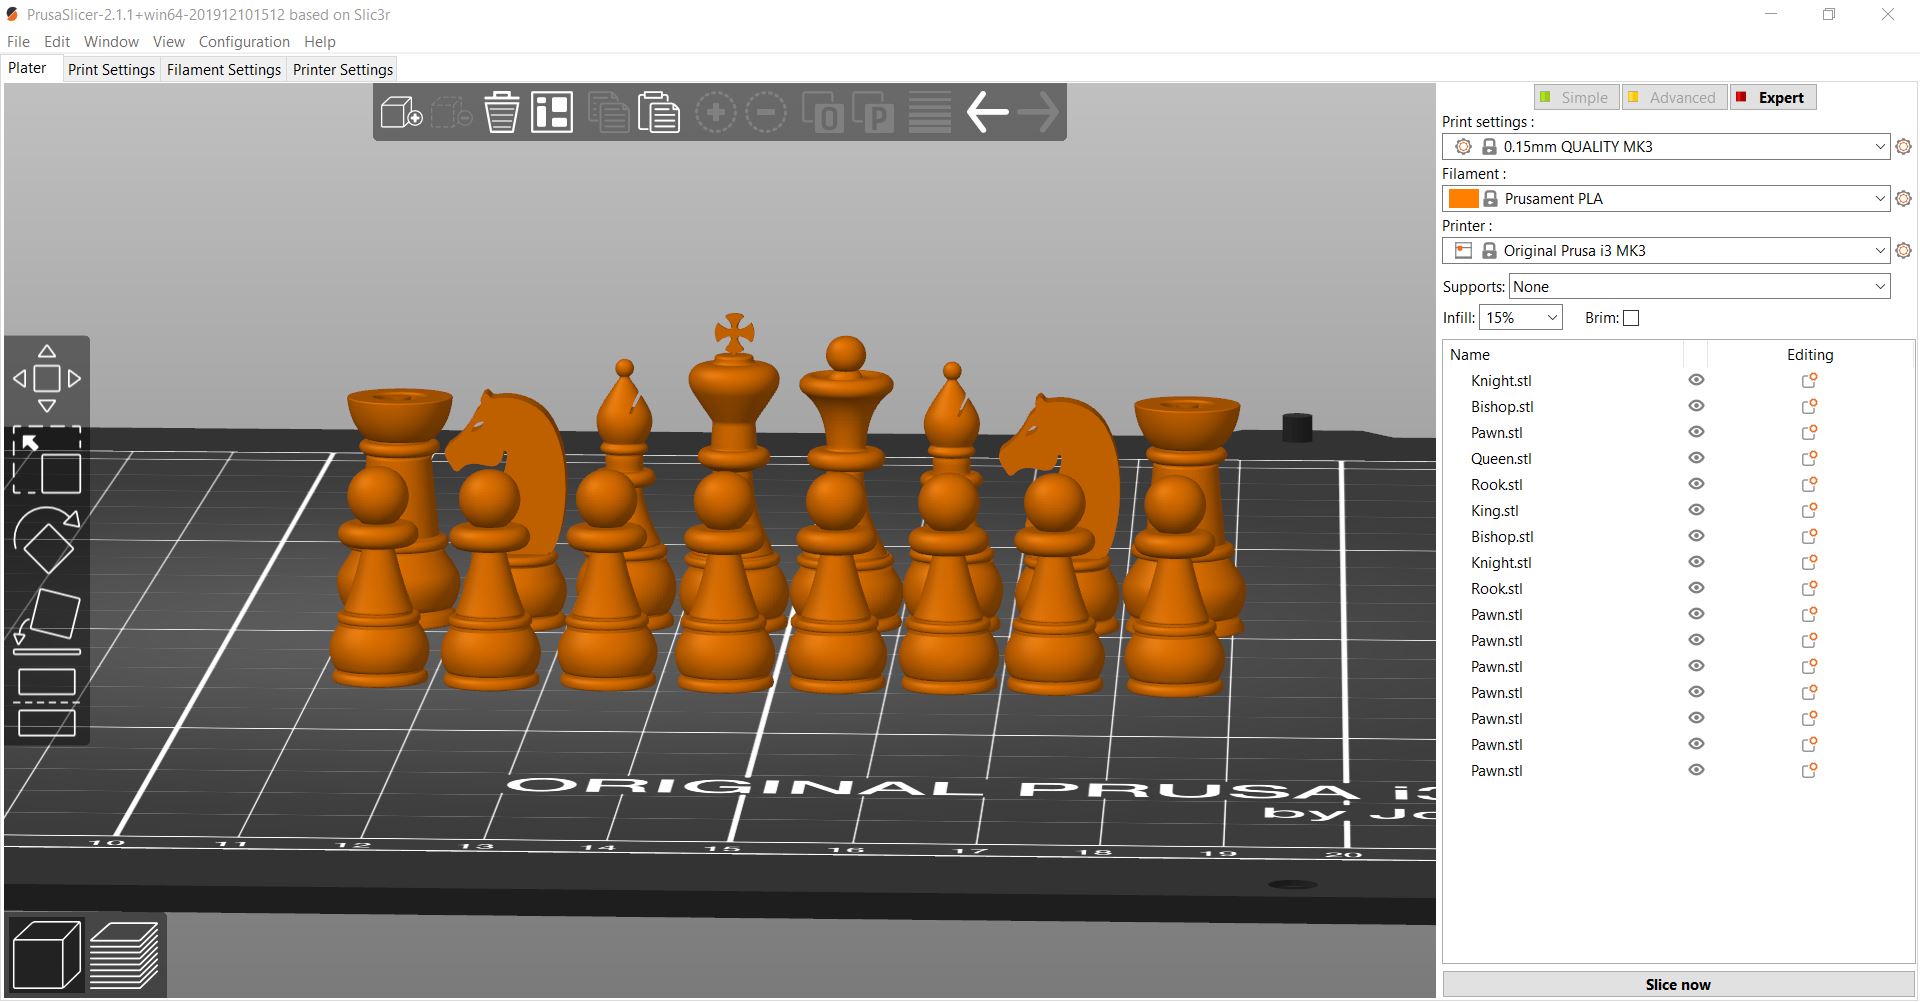 PrusaSlicer-2.1.1+win64-201912101512 based on Slic3r
File Edit Window View Configuration Help
Plater Print Settings Filament Settings Printer Settings
O P
Simple Advanced Expert
Print settings :
0.15mm QUALITY MK3
Filament :
Prusament PLA
Printer :
Original Prusa i3 MK3
Supports: None
Infill: 15% Brim:
Name Editing
Knight.stl
Bishop.stl
Pawn.stl
Queen.stl
Rook.stl
King.stl
Bishop.stl
Knight.stl
Rook.stl
Pawn.stl
Pawn.stl
Pawn.stl
Pawn.stl
Pawn.stl
Pawn.stl
Pawn.stl
Slice now
ORIGINAL PRUSA i3
by Jo
10 11 12 13 14 15 16 17 18 19 20